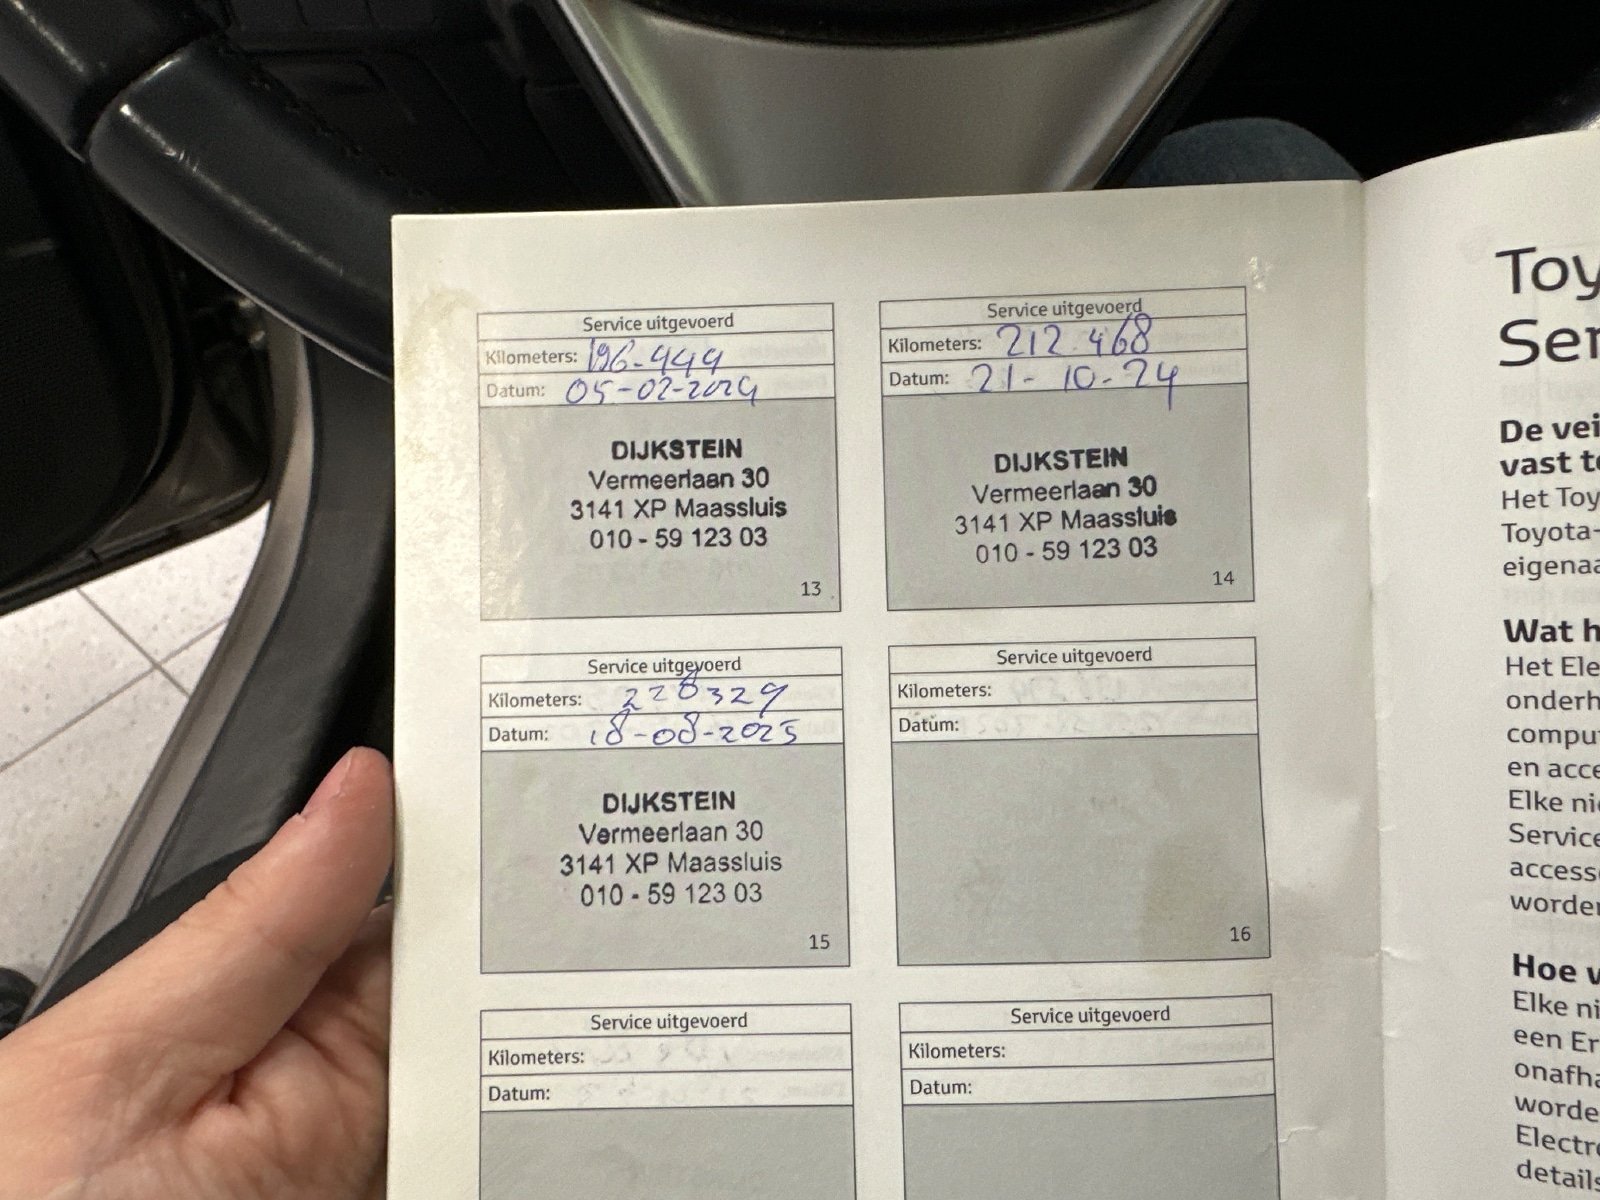 Service uitgevoerd
Kilometers: 196.449
Datum: 05-02-2024
DIJKSTEIN
Vermeerlaan 30
3141 XP Maassluis
010 - 59 123 03
13
Service uitgevoerd
Kilometers: 212.468
Datum: 21-10-24
DIJKSTEIN
Vermeerlaan 30
3141 XP Maassluis
010 - 59 123 03
14
Service uitgevoerd
Kilometers: 228329
Datum: 18-08-2025
DIJKSTEIN
Vermeerlaan 30
3141 XP Maassluis
010 - 59 123 03
15
Service uitgevoerd
Kilometers:
Datum:
16
Service uitgevoerd
Kilometers:
Datum:
Service uitgevoerd
Kilometers:
Datum:
Toy
Ser
De vei
vast te
Het Toy
Toyota-
eigenaa
Wat h
Het Ele
onderh
compu
en acce
Elke ni
Service
access
worden
Hoe v
Elke ni
een Er
onafha
worde
Electro
details